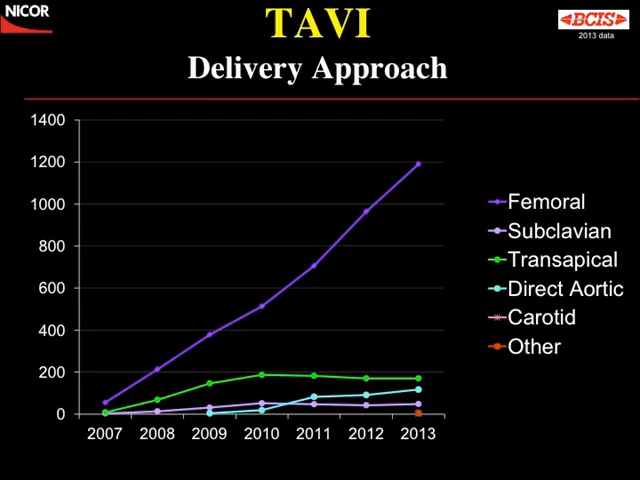 NICOR
TAVI
BCIS
2013 data
Delivery Approach
1400
1200
1000
800
600
400
200
0
2007 2008 2009 2010 2011 2012 2013
Femoral
Subclavian
Transapical
Direct Aortic
Carotid
Other